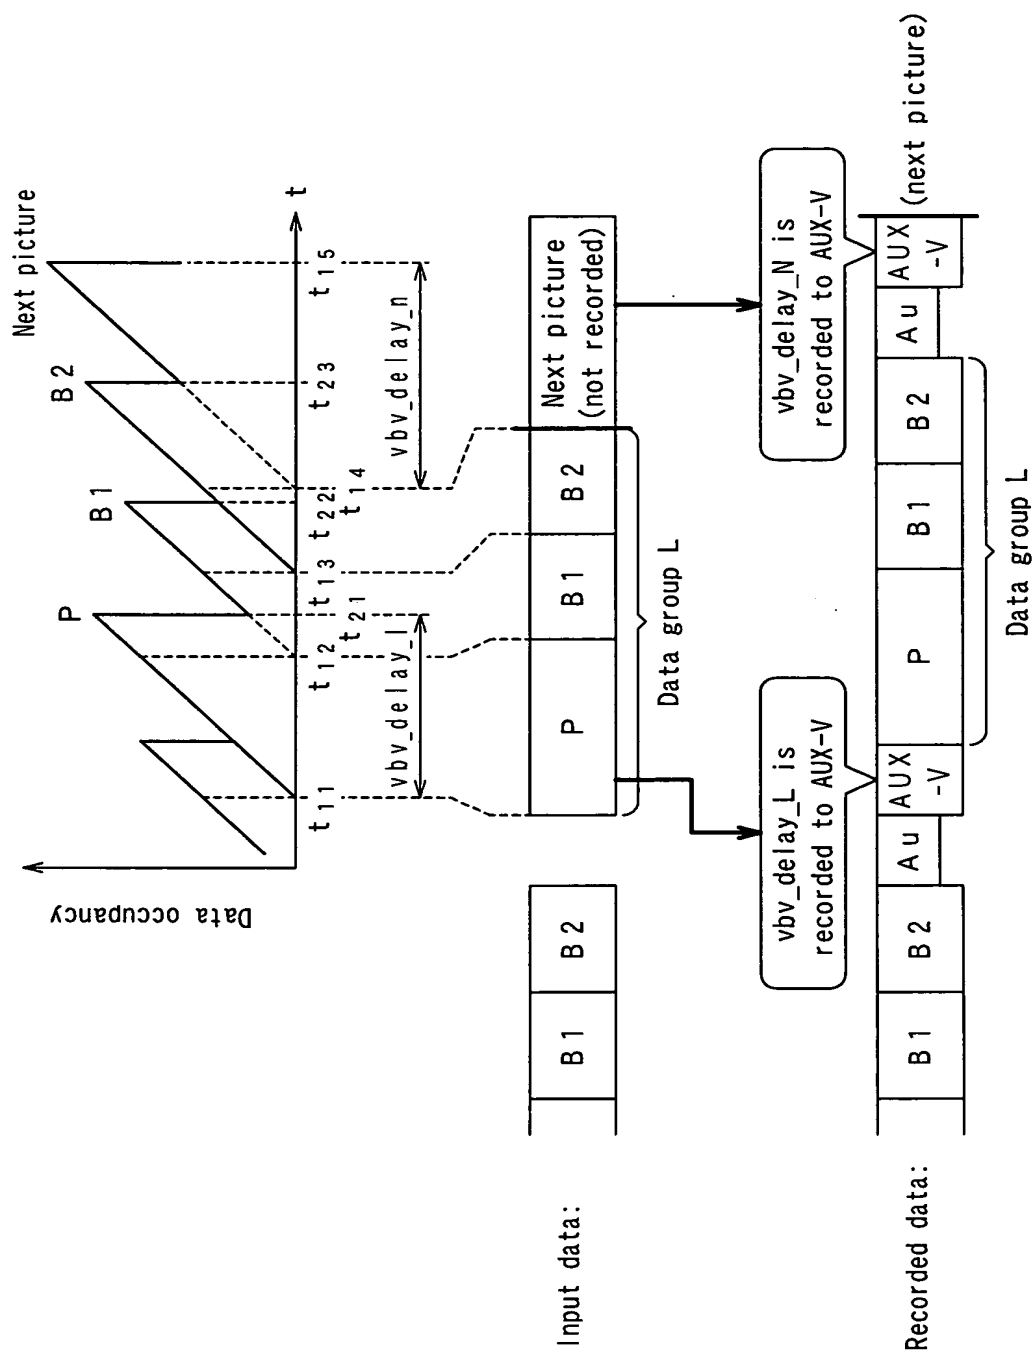 Data occupancy
P
B1
B2
Next picture
t
t11
t12
t21
t13
t22
t14
t23
t15
vbv_delay_l
vbv_delay_n
Input data:
B1
B2
P
B1
B2
Next picture
(not recorded)
Data group L
vbv_delay_L is
recorded to AUX-V
vbv_delay_N is
recorded to AUX-V
Recorded data:
B1
B2
Au
AUX
-V
P
B1
B2
Au
AUX
-V
(next picture)
Data group L